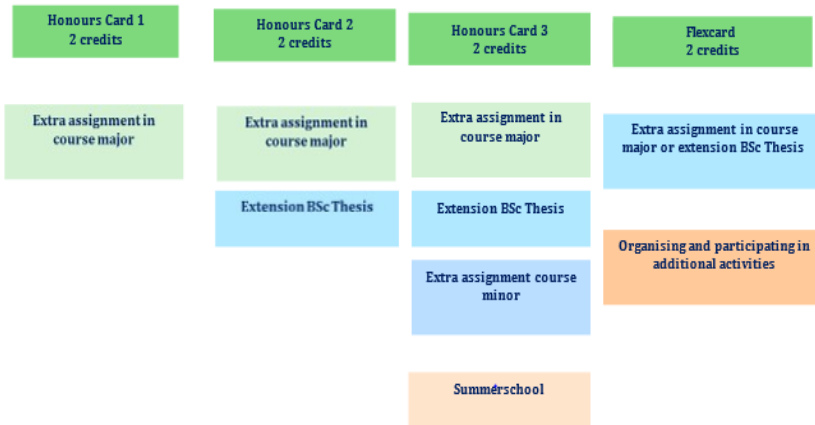 Honours Card 1
2 credits
Honours Card 2
2 credits
Honours Card 3
2 credits
Flexcard
2 credits
Extra assignment in
course major
Extra assignment in
course major
Extra assignment in
course major
Extra assignment in course
major or extension BSc Thesis
Extension BSc Thesis
Extension BSc Thesis
Organising and participating in
additional activities
Extra assignment course
minor
Summerschool